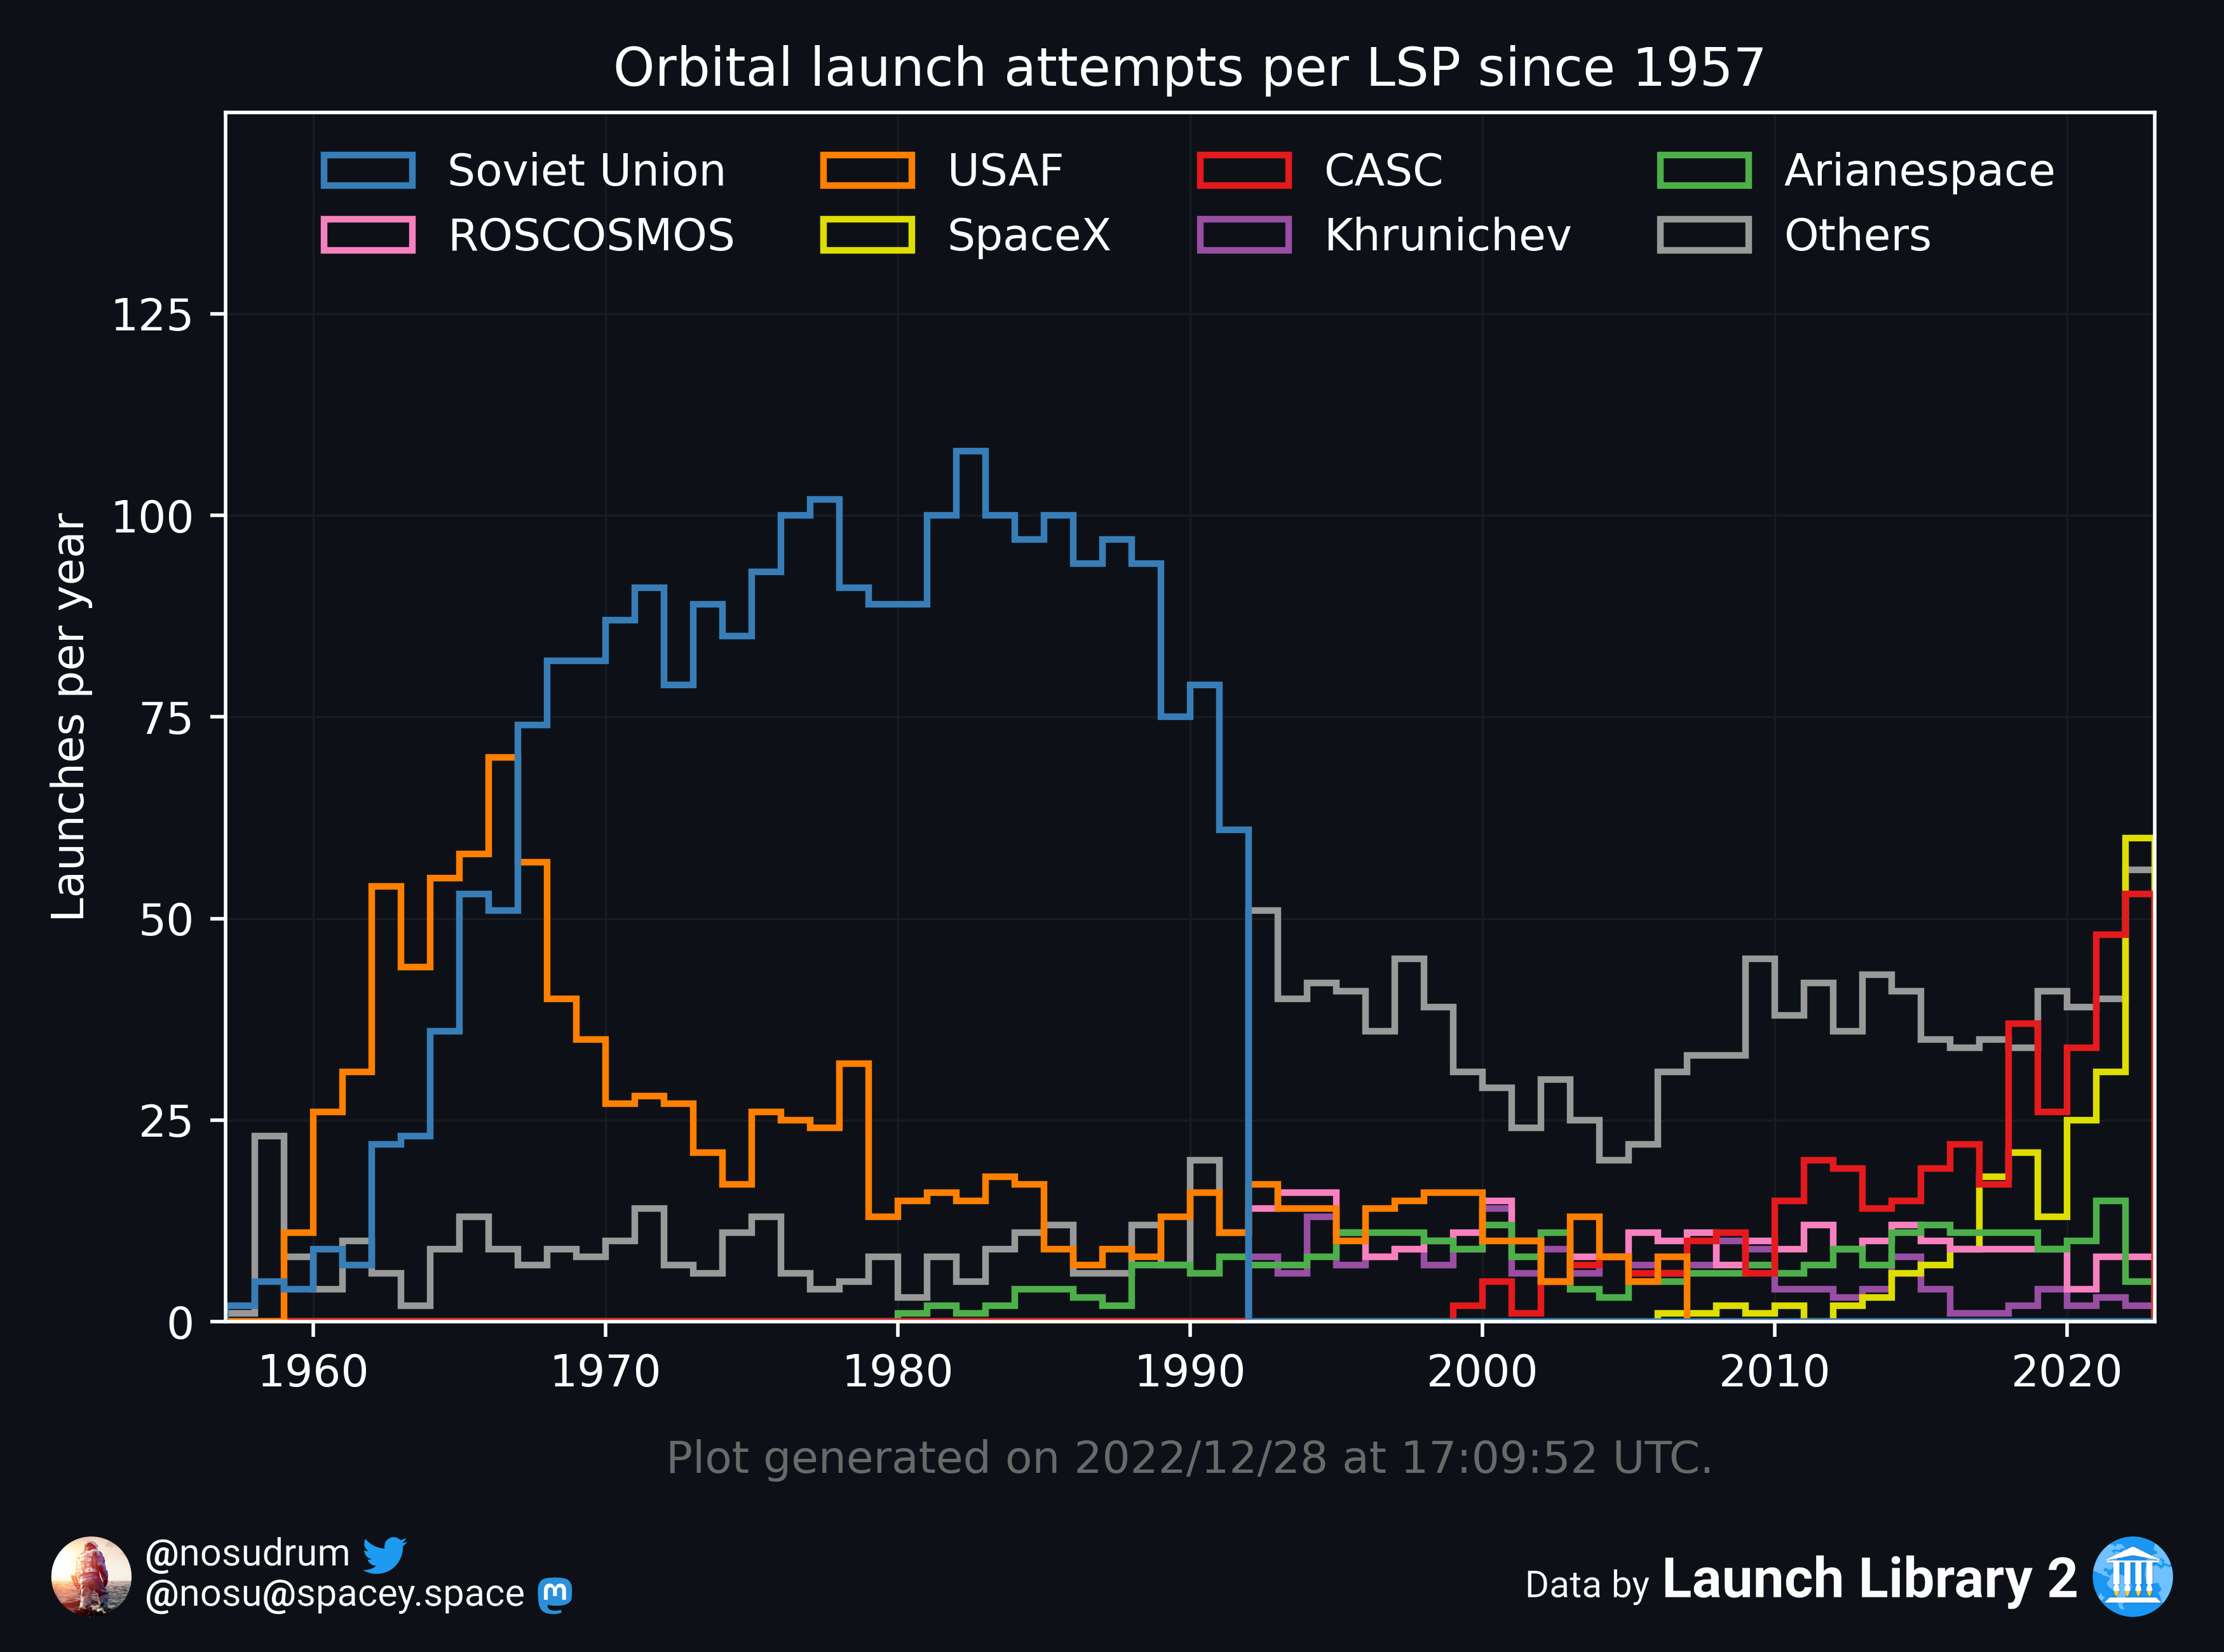 Orbital launch attempts per LSP since 1957
Soviet Union USAF CASC Arianespace
ROSCOSMOS SpaceX Khrunichev Others
Launches per year
125
100
75
50
25
0
1960 1970 1980 1990 2000 2010 2020
Plot generated on 2022/12/28 at 17:09:52 UTC.
@nosudrum
@nosu@spacey.space
Data by Launch Library 2